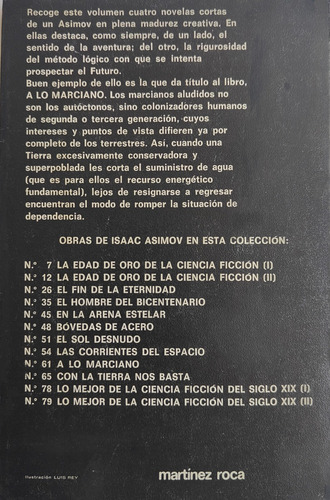 Recoge este volumen cuatro novelas cortas
de un Asimov en plena madurez creativa. En
ellas destaca, como siempre, de un lado, el
sentido de la aventura; del otro, la rigurosidad
del método lógico con que se intenta
prospectar el Futuro.
Buen ejemplo de ello es la que da título al libro,
A LO MARCIANO. Los marcianos aludidos no
son los autóctonos, sino colonizadores humanos
de segunda o tercera generación, cuyos
intereses y puntos de vista difieren ya por
completo de los terrestres. Así, cuando una
Tierra excesivamente conservadora y
superpoblada les corta el suministro de agua
(que es para ellos el recurso energético
fundamental), lejos de resignarse a regresar
encuentran el modo de romper la situación de
dependencia.
OBRAS DE ISAAC ASIMOV EN ESTA COLECCIÓN:
N.º 7 LA EDAD DE ORO DE LA CIENCIA FICCIÓN (I)
N.º 12 LA EDAD DE ORO DE LA CIENCIA FICCIÓN (II)
N.º 26 EL FIN DE LA ETERNIDAD
N.º 35 EL HOMBRE DEL BICENTENARIO
N.º 45 EN LA ARENA ESTELAR
N.º 48 BÓVEDAS DE ACERO
N.º 51 EL SOL DESNUDO
N.º 54 LAS CORRIENTES DEL ESPACIO
N.º 61 A LO MARCIANO
N.º 65 CON LA TIERRA NOS BASTA
N.º 78 LO MEJOR DE LA CIENCIA FICCIÓN DEL SIGLO XIX (I)
N.º 79 LO MEJOR DE LA CIENCIA FICCIÓN DEL SIGLO XIX (II)
Ilustración LUIS REY
martínez roca